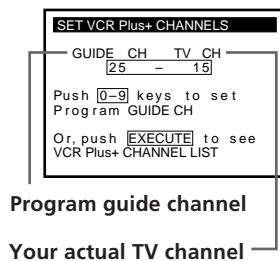 SET VCR Plus+ CHANNELS
GUIDE CH TV CH
25 – 15
Push 0–9 keys to set
Program GUIDE CH
Or, push EXECUTE to see
VCR Plus+ CHANNEL LIST
Program guide channel
Your actual TV channel